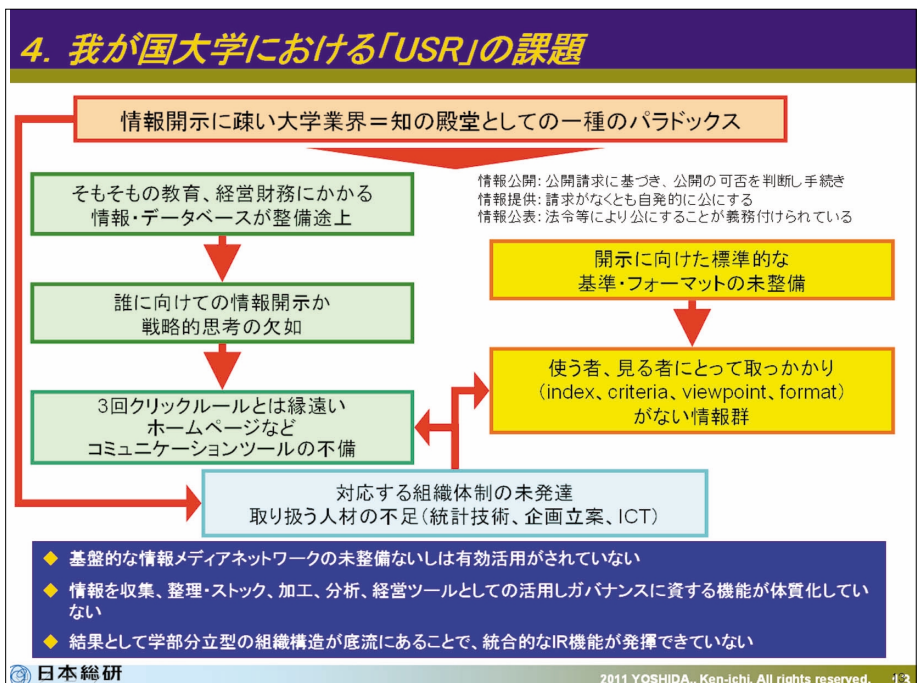 4. 我が国大学における「USR」の課題
情報開示に疎い大学業界＝知の殿堂としての一種のパラドックス
そもそもの教育、経営財務にかかる
情報・データベースが整備途上
情報公開: 公開請求に基づき、公開の可否を判断し手続き
情報提供: 請求がなくとも自発的に公にする
情報公表: 法令等により公にすることが義務付けられている
誰に向けての情報開示か
戦略的思考の欠如
開示に向けた標準的な
基準・フォーマットの未整備
3回クリックルールとは縁遠い
ホームページなど
コミュニケーションツールの不備
使う者、見る者にとって取っかかり
(index、criteria、viewpoint、format)
がない情報群
対応する組織体制の未発達
取り扱う人材の不足(統計技術、企画立案、ICT)
◆ 基盤的な情報メディアネットワークの未整備ないしは有効活用がされていない
◆ 情報を収集、整理・ストック、加工、分析、経営ツールとしての活用しガバナンスに資する機能が体質化してい
ない
◆ 結果として学部分立型の組織構造が底流にあることで、統合的なIR機能が発揮できていない
日本総研
2011 YOSHIDA., Ken-ichi. All rights reserved.